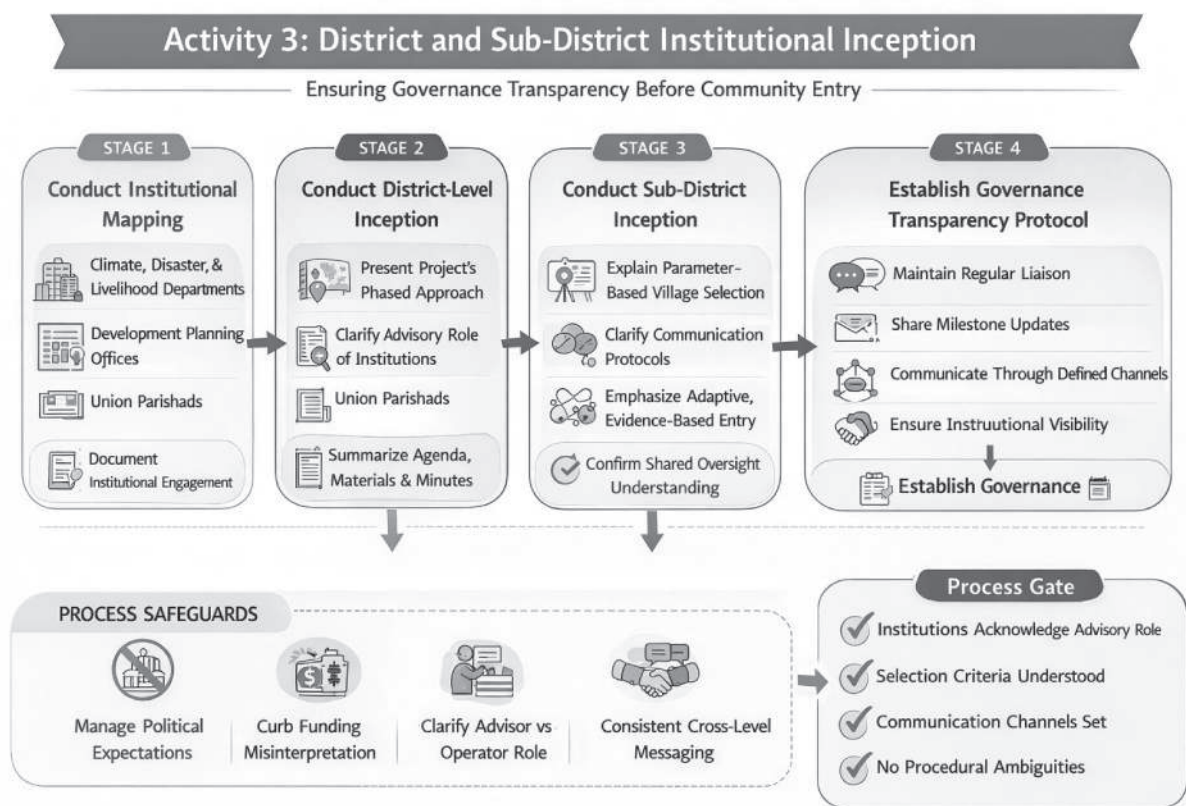 Activity 3: District and Sub-District Institutional Inception
Ensuring Governance Transparency Before Community Entry
STAGE 1
Conduct Institutional
Mapping
Climate, Disaster, &
Livelihood Departments
Development Planning
Offices
Union Parishads
Document
Institutional Engagement
STAGE 2
Conduct District-Level
Inception
Present Project's
Phased Approach
Clarify Advisory Role
of Institutions
Union Parishads
Summarize Agenda,
Materials & Minutes
STAGE 3
Conduct Sub-District
Inception
Explain Parameter-
Based Village Selection
Clarify Communication
Protocols
Emphasize Adaptive,
Evidence-Based Entry
Confirm Shared Oversight
Understanding
STAGE 4
Establish Governance
Transparency Protocol
Maintain Regular Liaison
Share Milestone Updates
Communicate Through Defined Channels
Ensure Instruutional Visibility
Establish Governance
PROCESS SAFEGUARDS
$
Manage Political
Expectations
Curb Funding
Misinterpretation
Clarify Advisor vs
Operator Role
Consistent Cross-Level
Messaging
Process Gate
Institutions Acknowledge Advisory Role
Selection Criteria Understood
Communication Channels Set
No Procedural Ambiguities